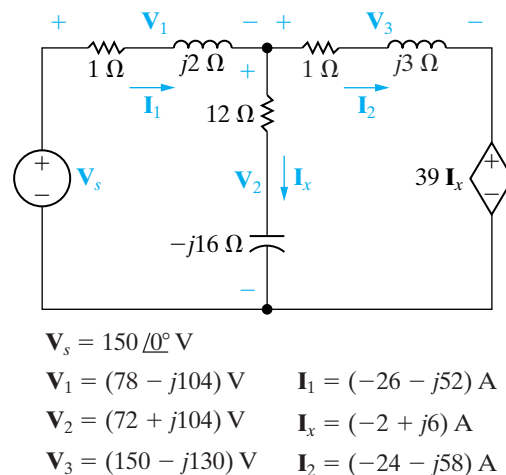 + V₁ − + V₃ −
1 Ω j2 Ω + 1 Ω j3 Ω
I₁ I₂
12 Ω
+ − Vₛ V₂ Iₓ 39 Iₓ + −
−j16 Ω
−
Vₛ = 150 /0° V
V₁ = (78 − j104) V I₁ = (−26 − j52) A
V₂ = (72 + j104) V Iₓ = (−2 + j6) A
V₃ = (150 − j130) V I₂ = (−24 − j58) A